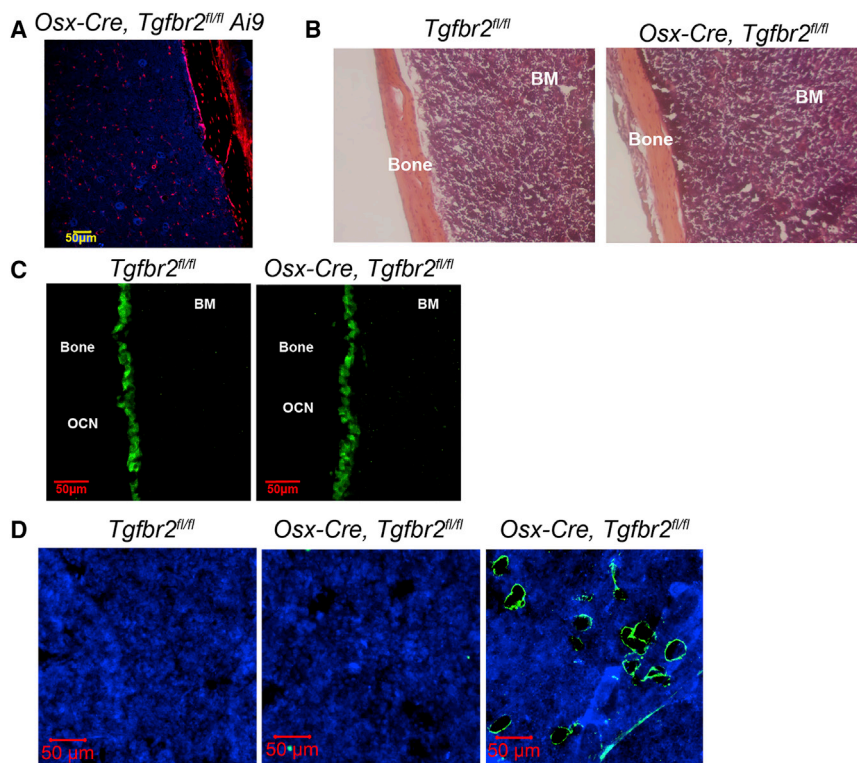 A Osx-Cre, Tgfbr2fl/fl Ai9
50µm
B Tgfbr2fl/fl Osx-Cre, Tgfbr2fl/fl
BM BM
Bone Bone
C Tgfbr2fl/fl Osx-Cre, Tgfbr2fl/fl
BM BM
Bone Bone
OCN OCN
50µm 50µm
D Tgfbr2fl/fl Osx-Cre, Tgfbr2fl/fl Osx-Cre, Tgfbr2fl/fl
50 µm 50 µm 50 µm